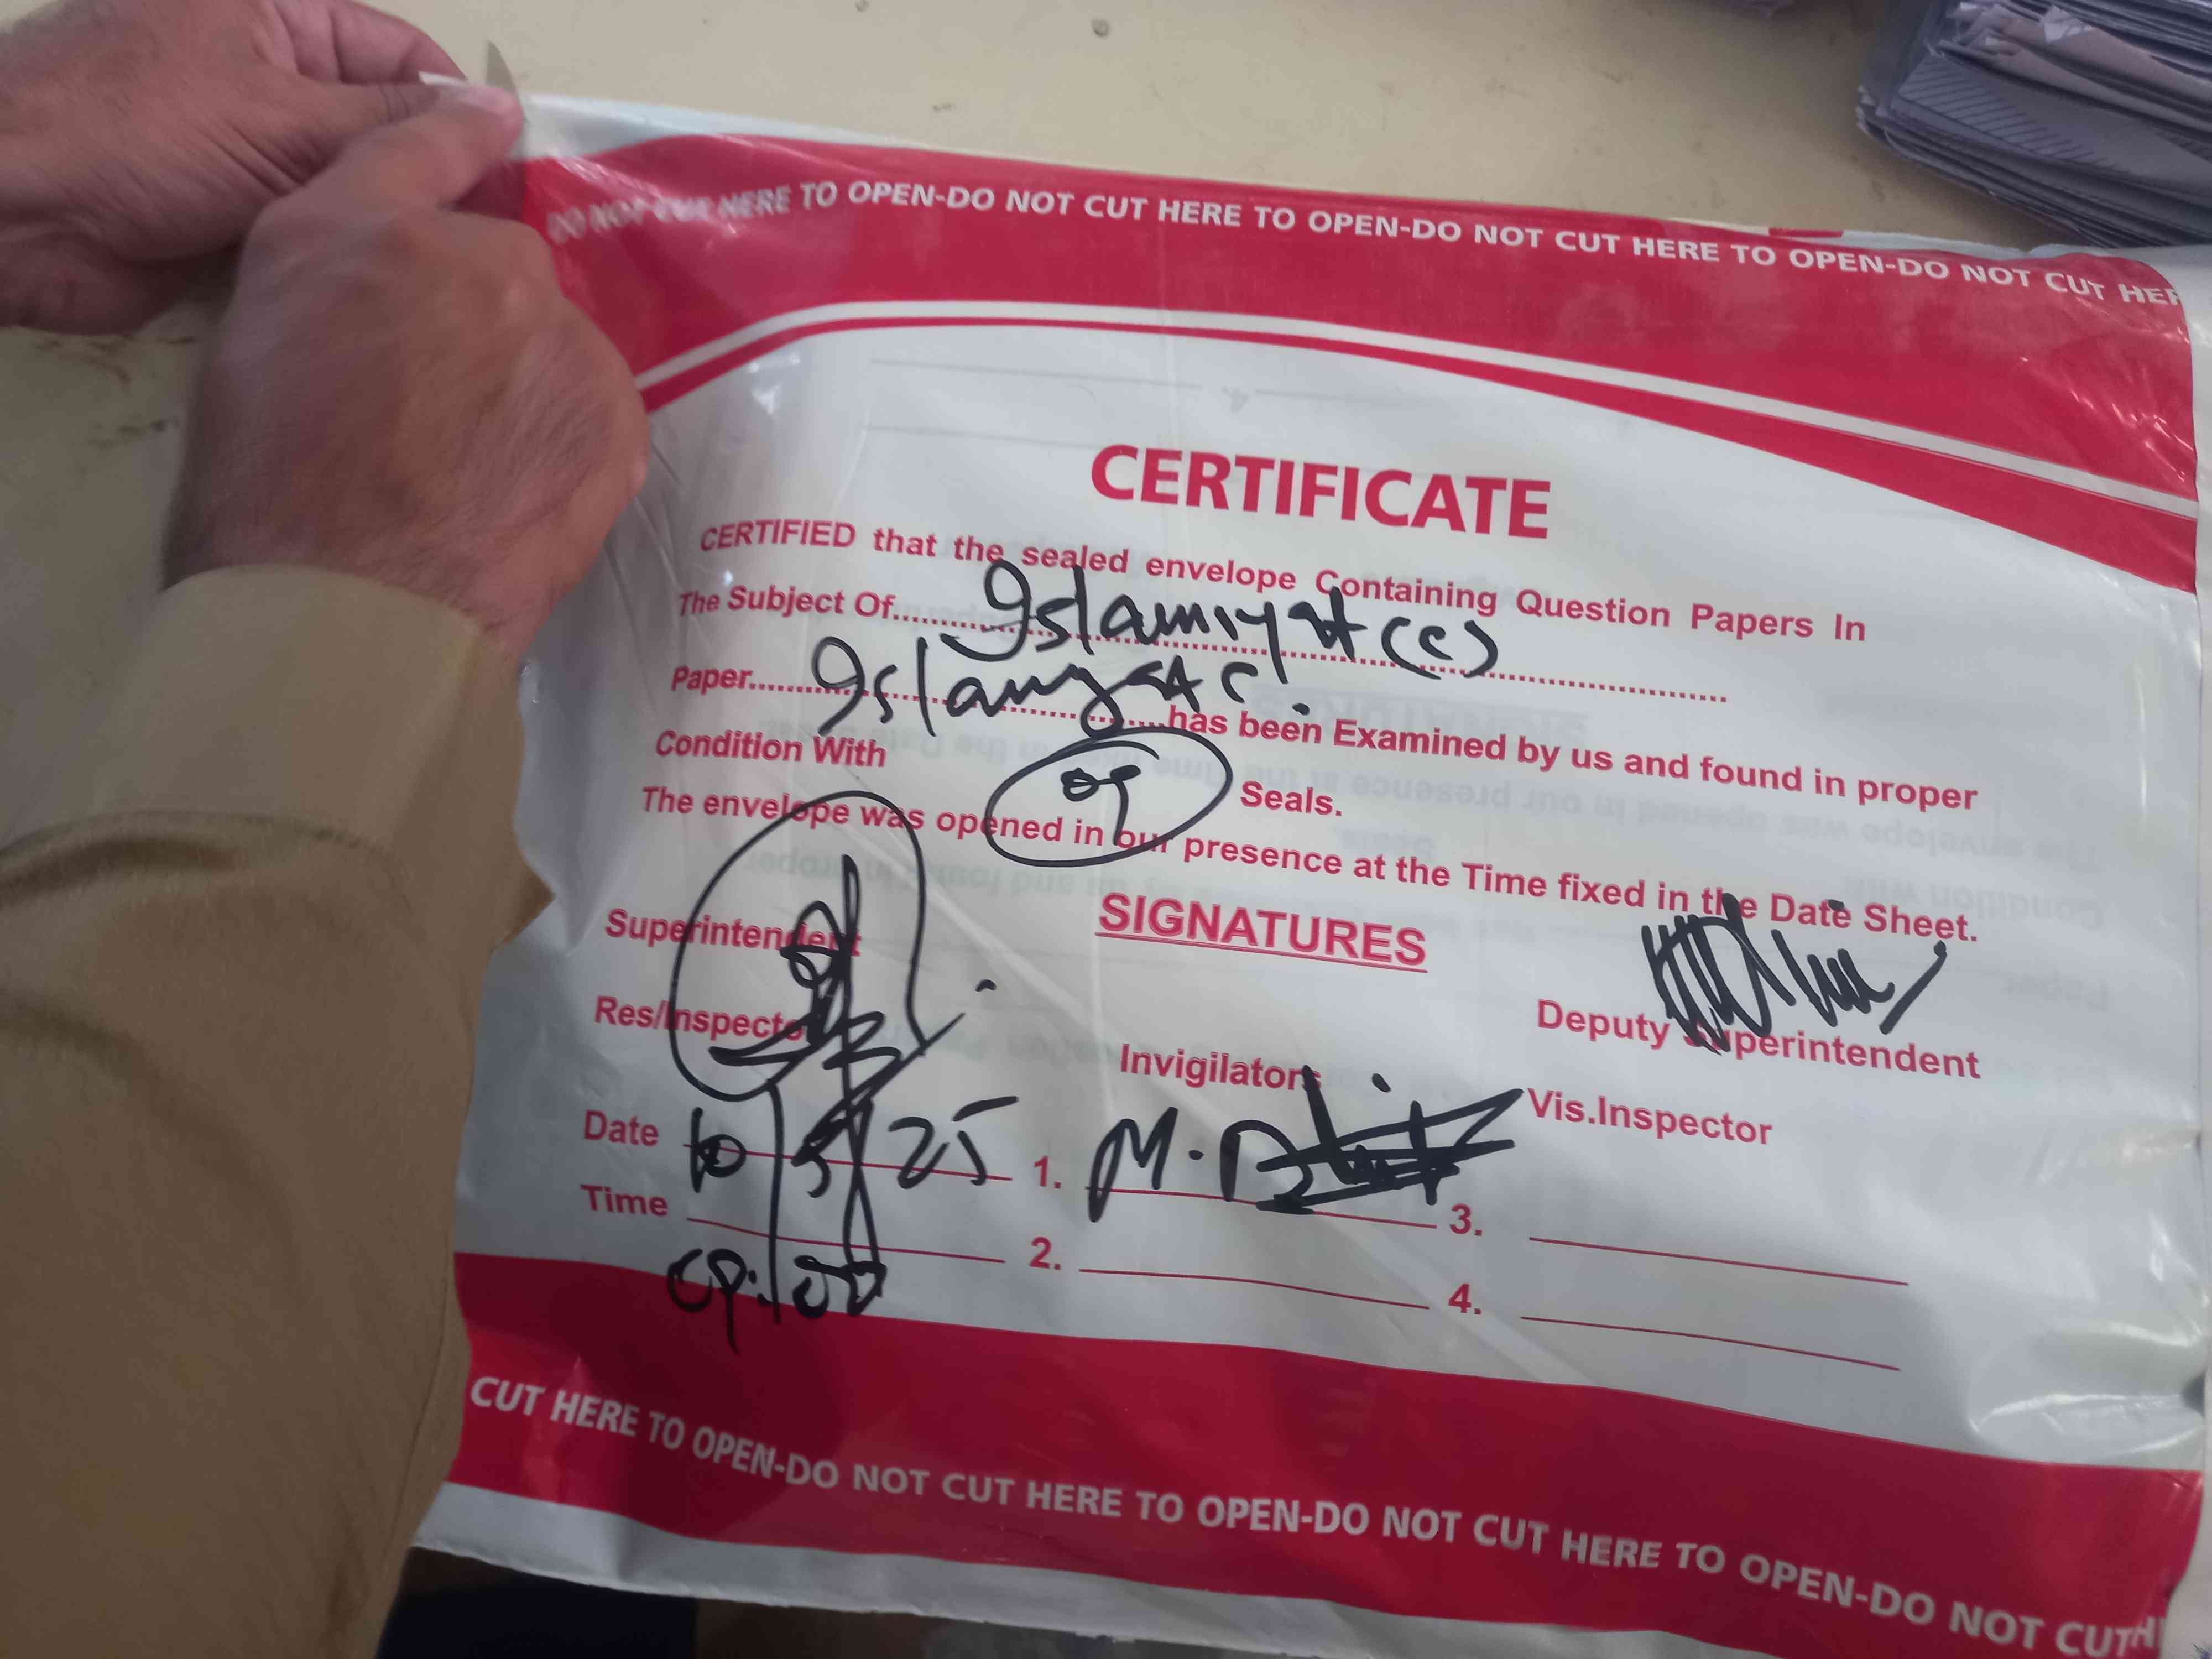 DO NOT CUT HERE TO OPEN-DO NOT CUT HERE TO OPEN-DO NOT CUT HERE TO OPEN-DO NOT CUT HER
CERTIFICATE
CERTIFIED that the sealed envelope Containing Question Papers In
The Subject Of.......... Islamiyat (C)
Paper.......... has been Examined by us and found in proper
Condition With Seals.
The envelope was opened in our presence at the Time fixed in the Date Sheet.
SIGNATURES
Superintendent
Deputy Superintendent
Res/Inspector
Invigilators
Vis.Inspector
Date 10/5/25 1. M. 3.
Time 2. 4.
CUT HERE TO OPEN-DO NOT CUT HERE TO OPEN-DO NOT CUT HERE TO OPEN-DO NOT CUT H